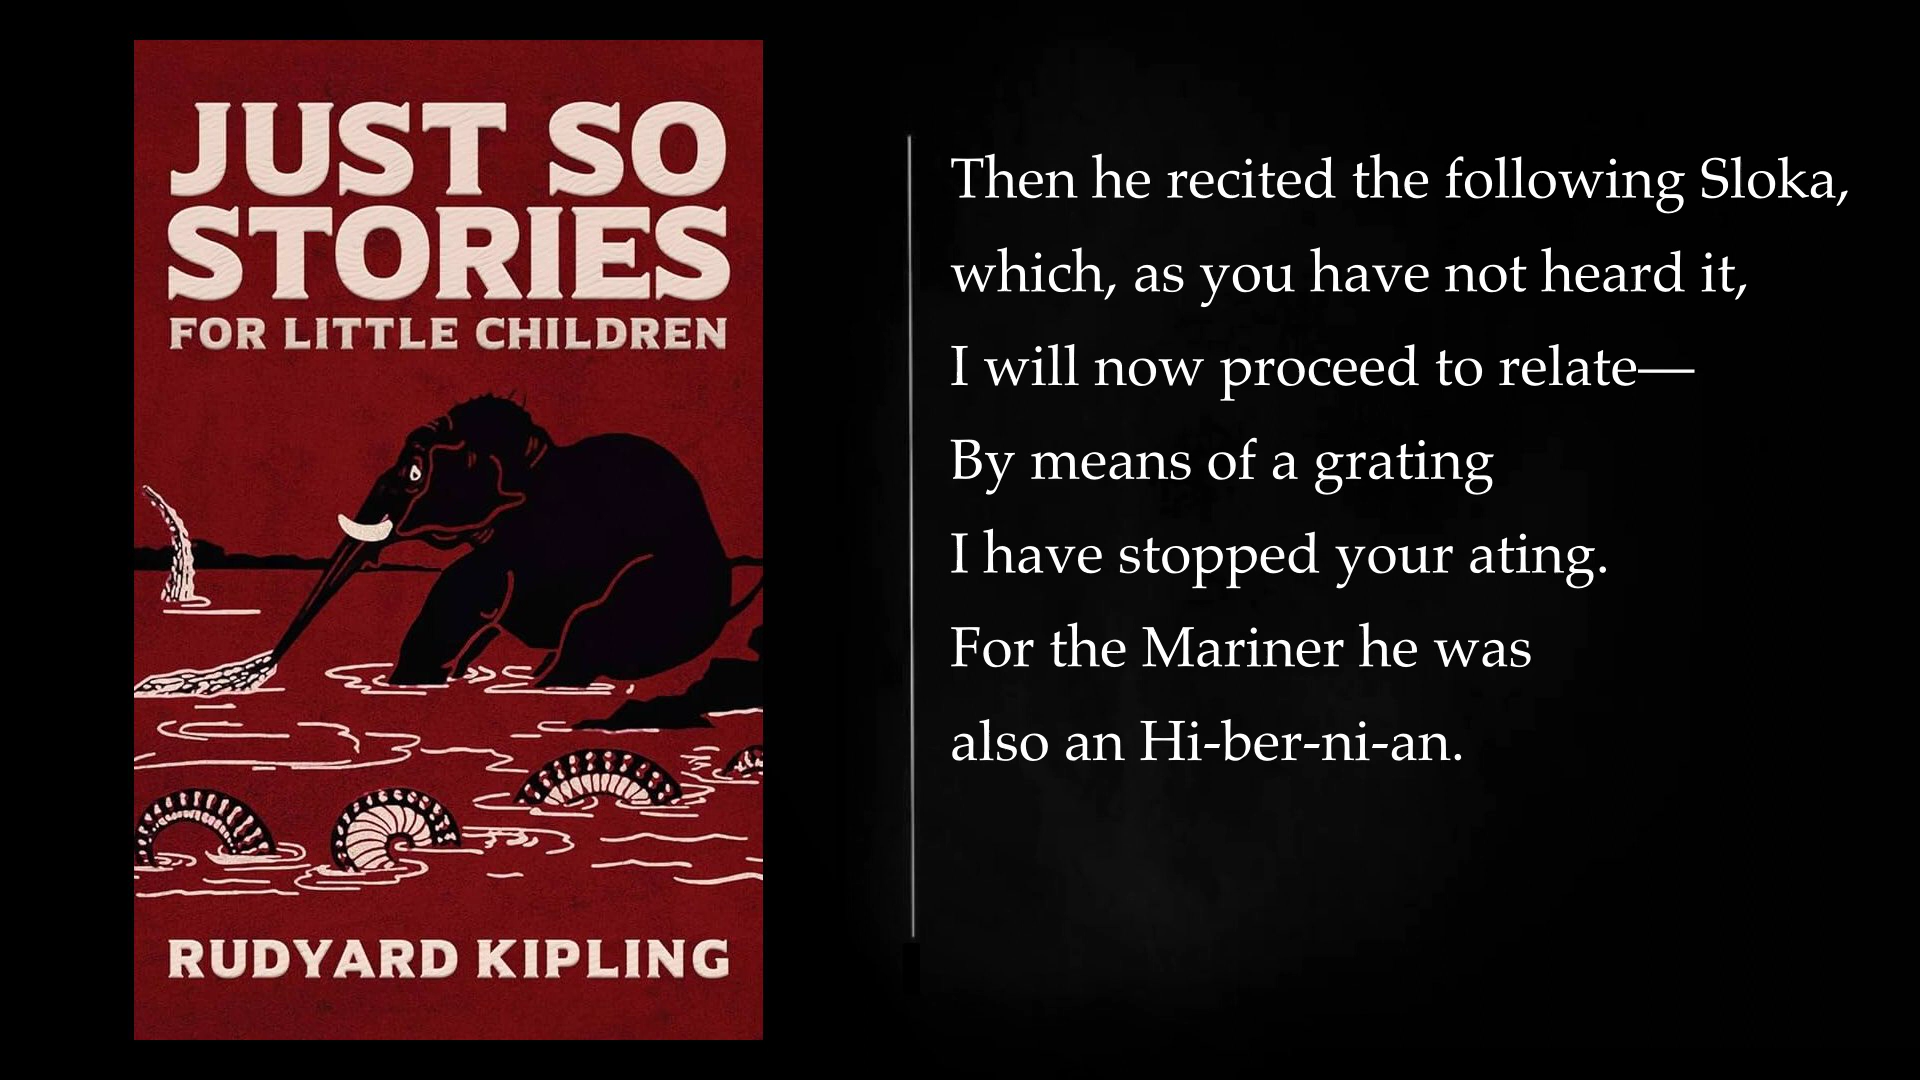 JUST SO
STORIES
FOR LITTLE CHILDREN
RUDYARD KIPLING
Then he recited the following Sloka,
which, as you have not heard it,
I will now proceed to relate—
By means of a grating
I have stopped your ating.
For the Mariner he was
also an Hi-ber-ni-an.